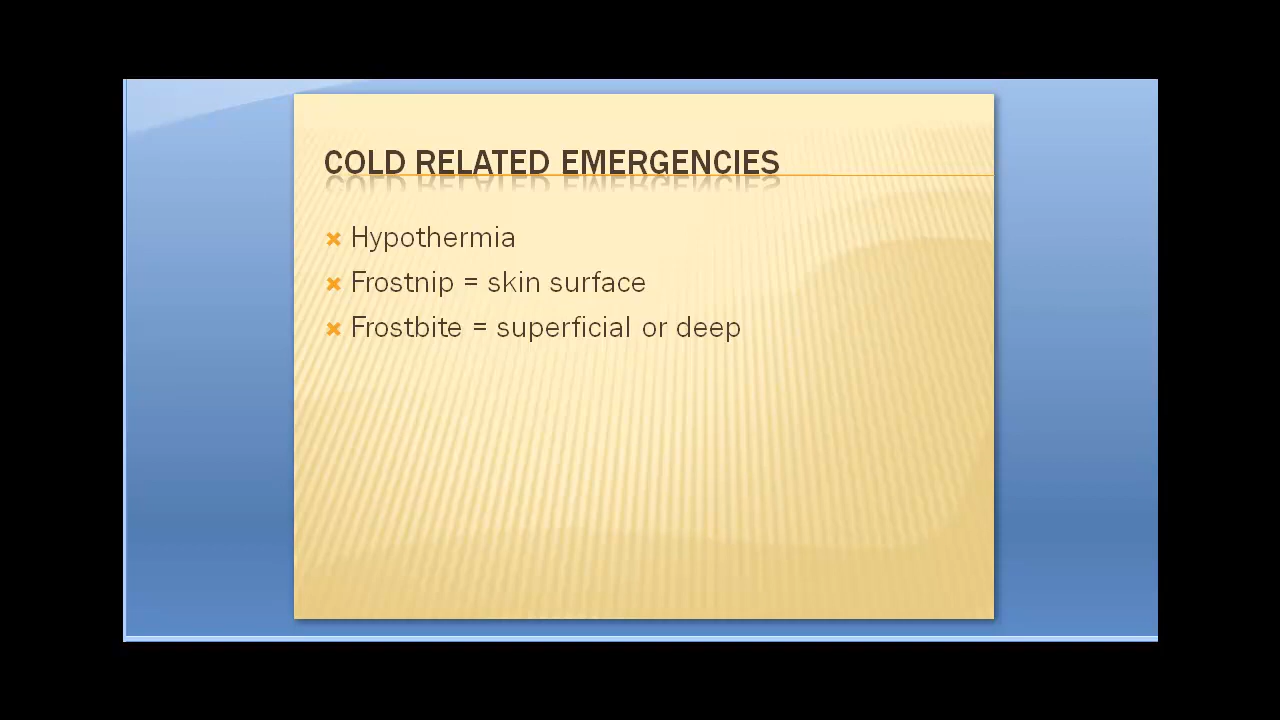 COLD RELATED EMERGENCIES
Hypothermia
Frostnip = skin surface
Frostbite = superficial or deep